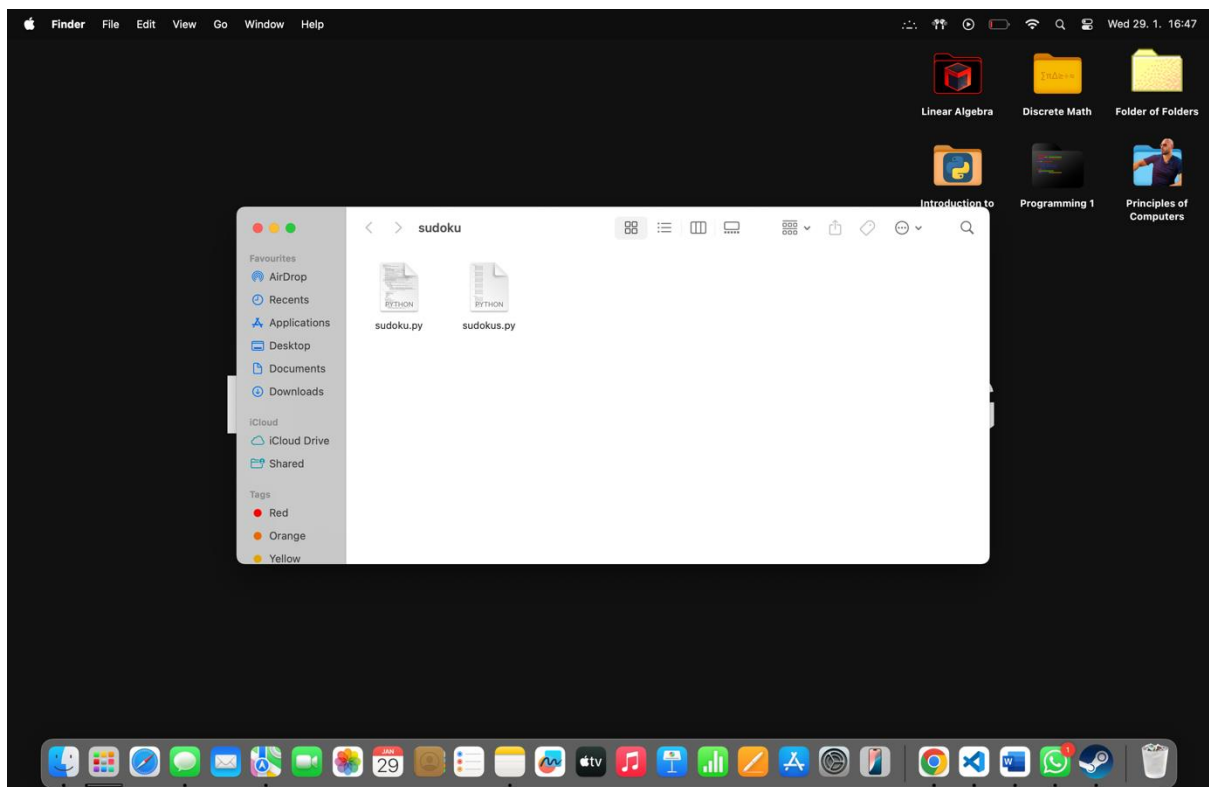 Finder File Edit View Go Window Help Wed 29. 1. 16:47
Linear Algebra Discrete Math Folder of Folders
Introduction to Programming 1 Principles of
Computers
sudoku
Favourites
AirDrop
Recents
Applications
Desktop
Documents
Downloads
iCloud
iCloud Drive
Shared
Tags
Red
Orange
Yellow
PYTHON PYTHON
sudoku.py sudokus.py
JAN
29
tv
W
1